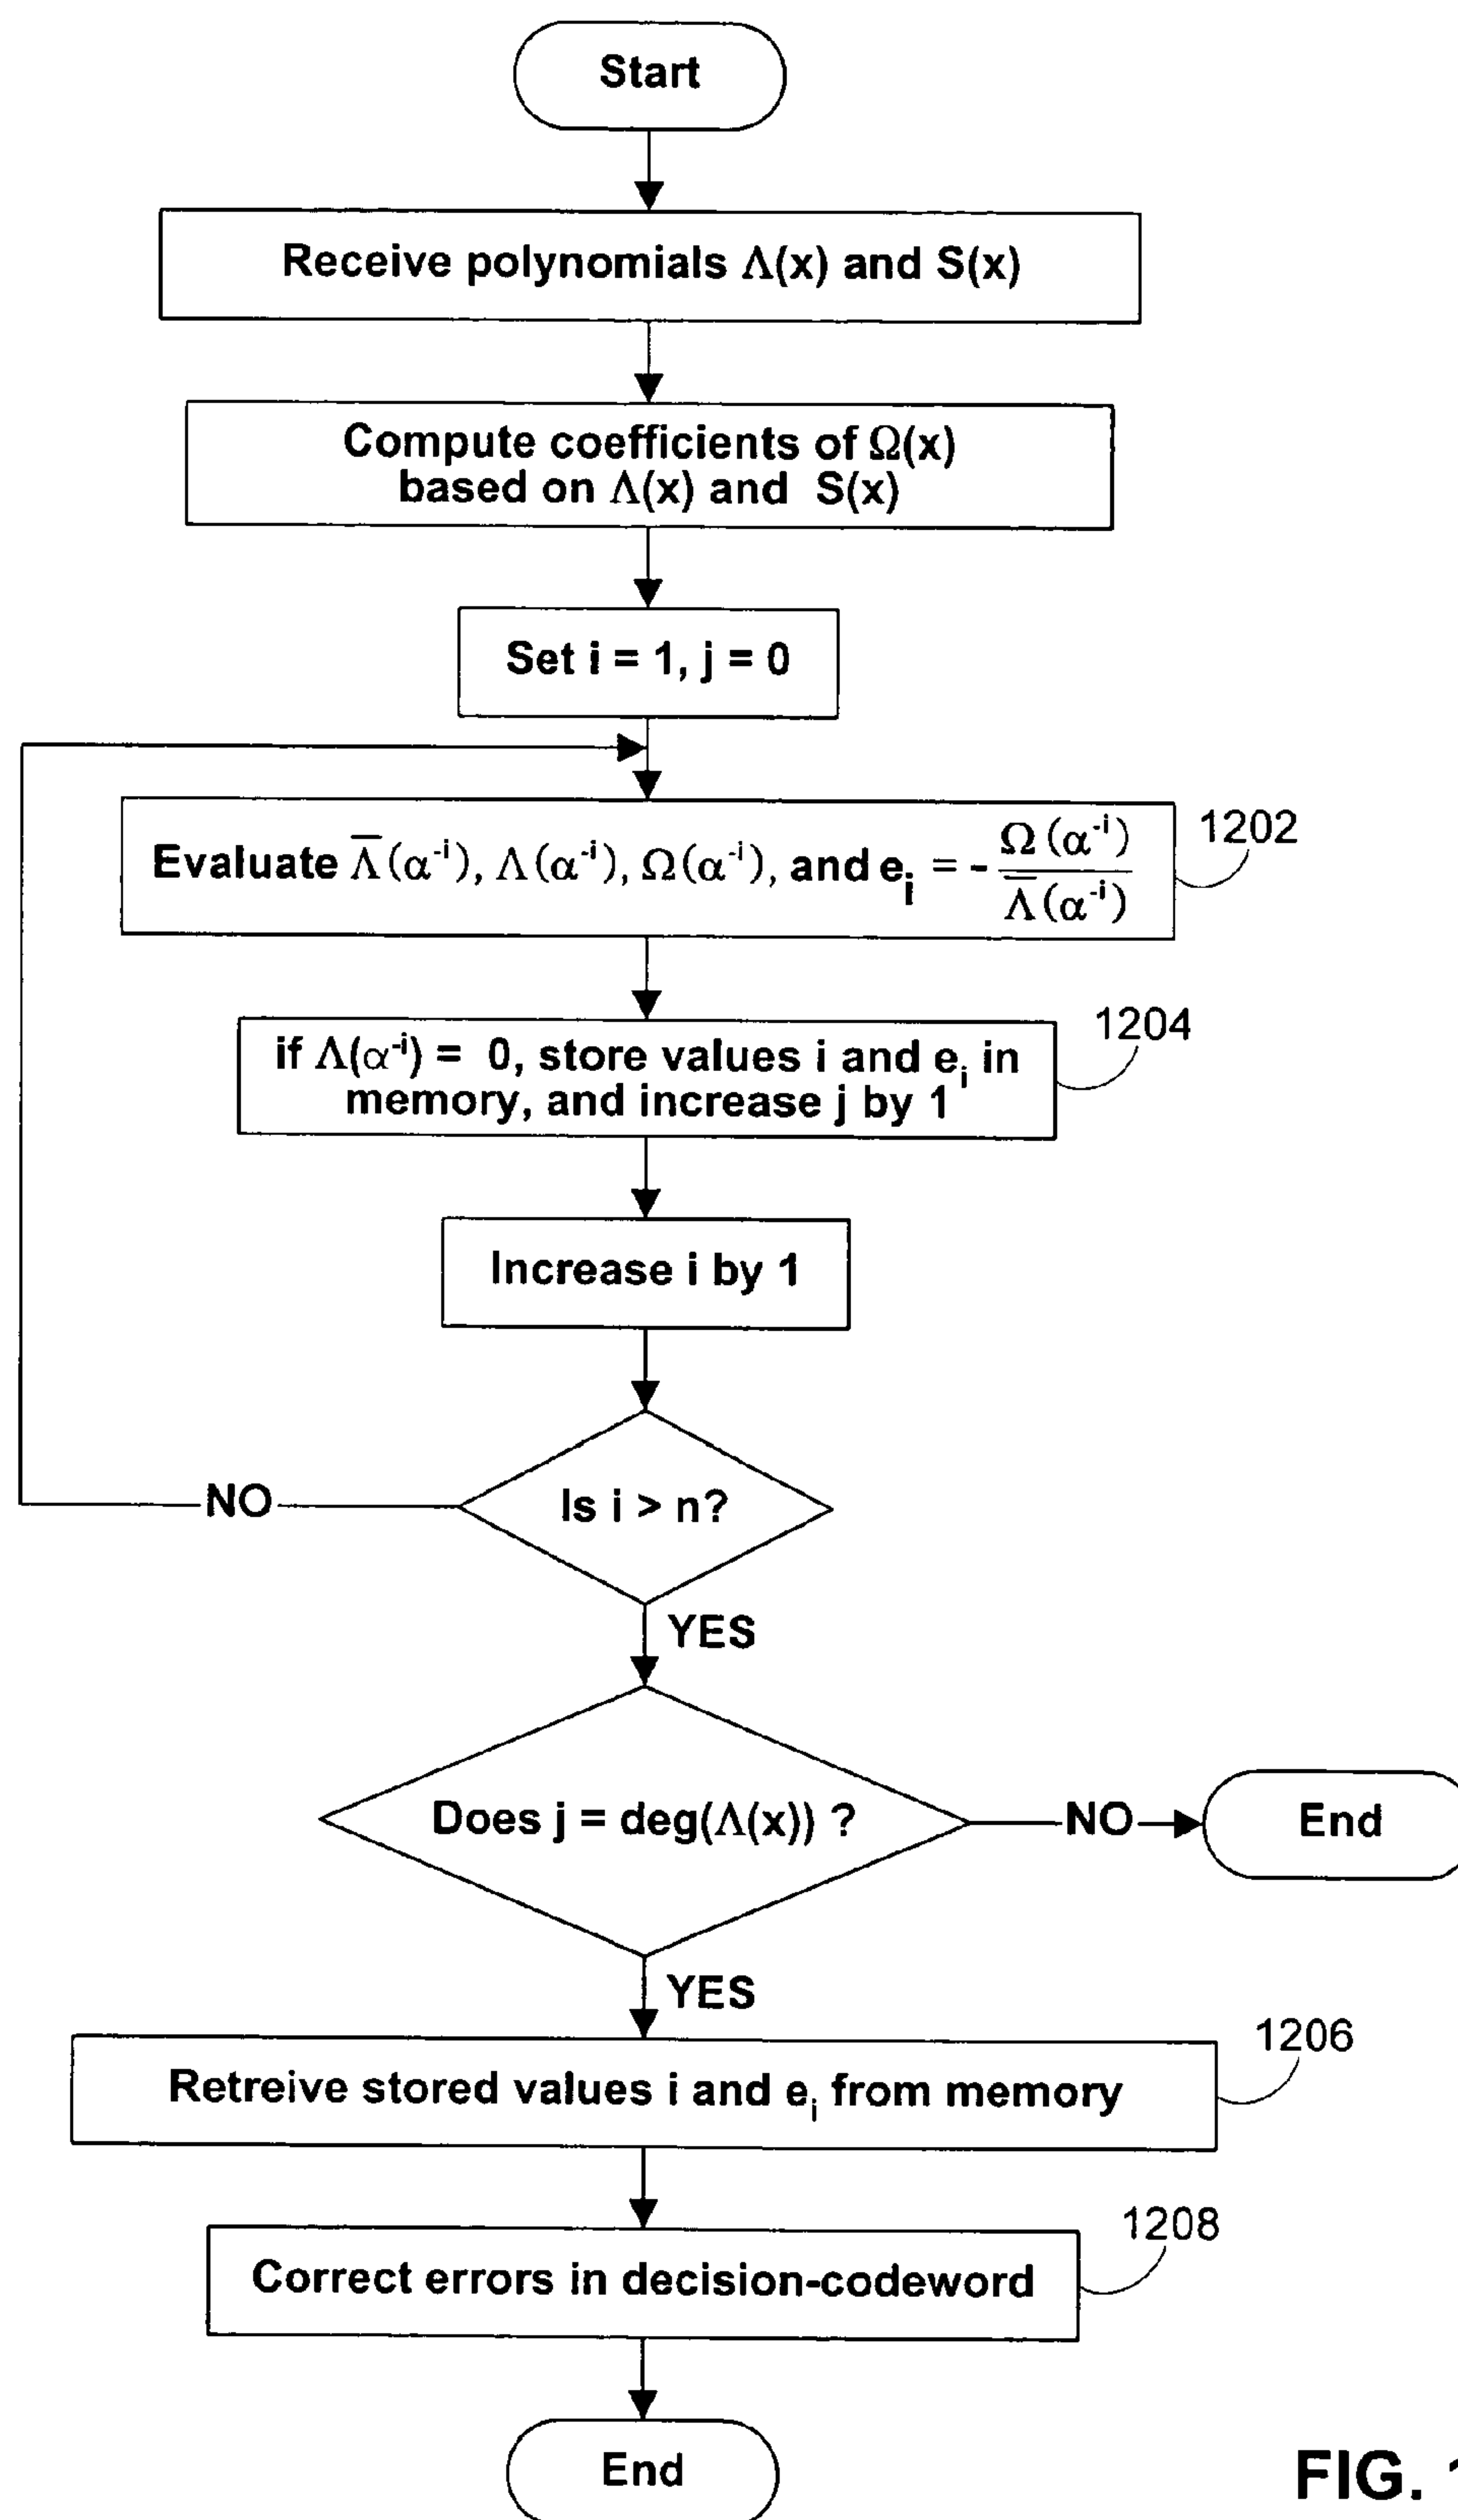 Start
Receive polynomials Λ(x) and S(x)
Compute coefficients of Ω(x)
based on Λ(x) and S(x)
Set i = 1, j = 0
Evaluate Λ̅(α⁻ⁱ), Λ(α⁻ⁱ), Ω(α⁻ⁱ), and eᵢ = - Ω(α⁻ⁱ) / Λ̅(α⁻ⁱ)
1202
if Λ(α⁻ⁱ) = 0, store values i and eᵢ in
memory, and increase j by 1
1204
Increase i by 1
Is i > n?
NO
YES
Does j = deg(Λ(x)) ?
NO
End
YES
Retreive stored values i and eᵢ from memory
1206
Correct errors in decision-codeword
1208
End
FIG.